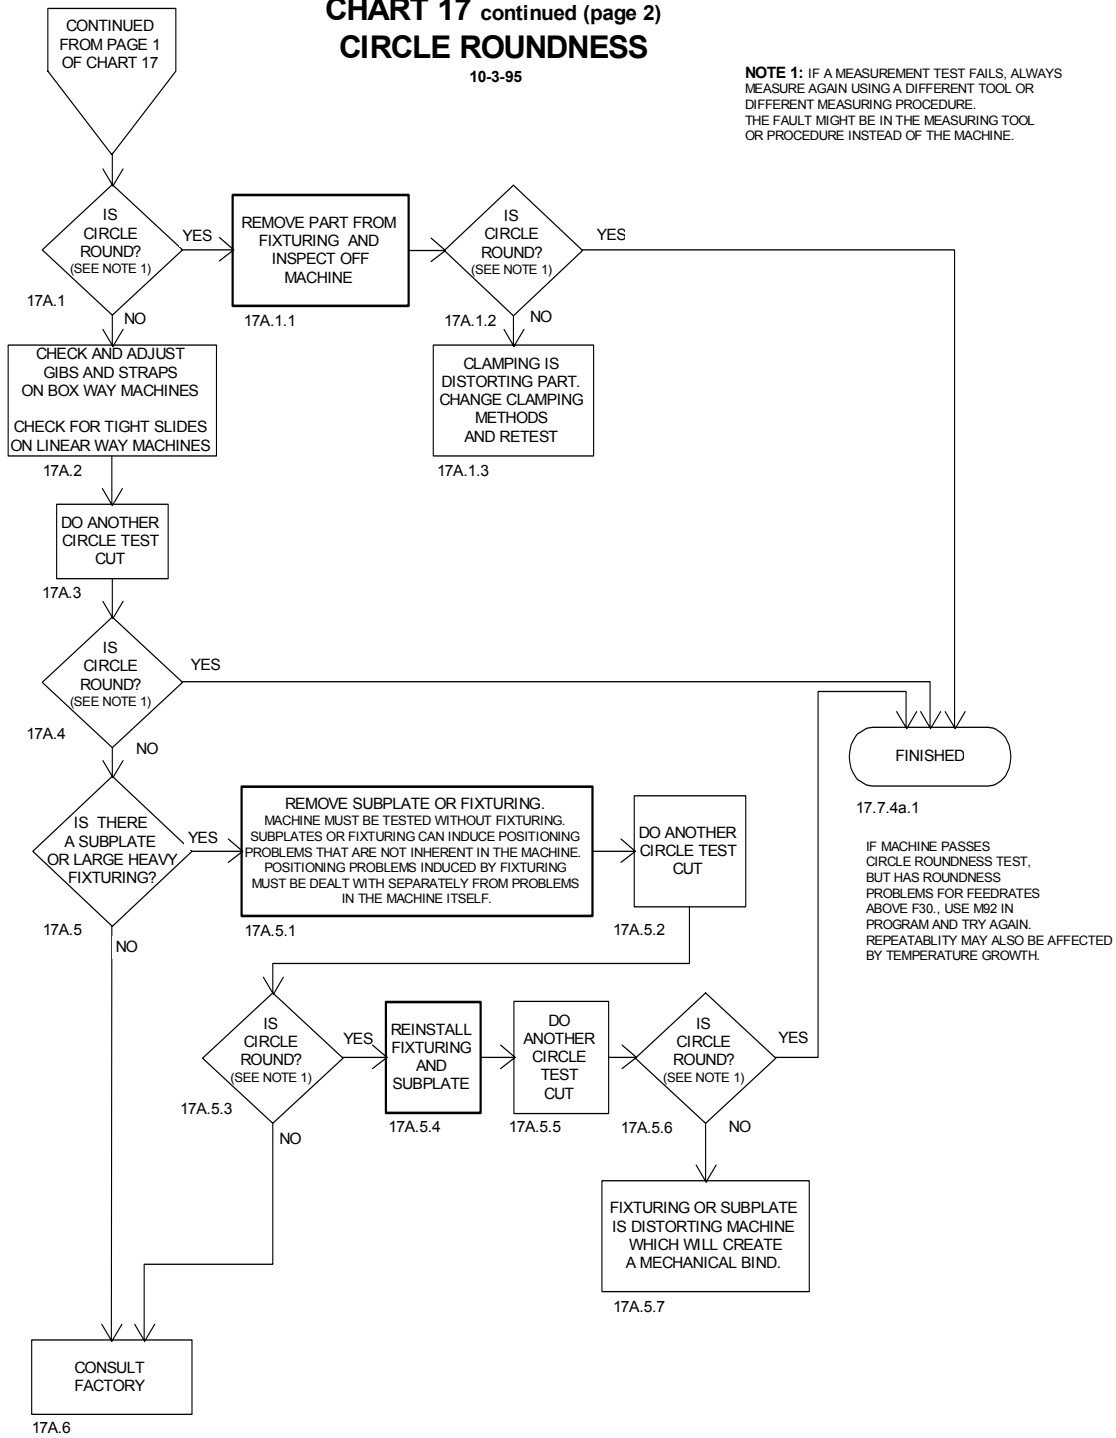 CHART 17 continued (page 2)
CIRCLE ROUNDNESS
10-3-95
CONTINUED
FROM PAGE 1
OF CHART 17
NOTE 1: IF A MEASUREMENT TEST FAILS, ALWAYS
MEASURE AGAIN USING A DIFFERENT TOOL OR
DIFFERENT MEASURING PROCEDURE.
THE FAULT MIGHT BE IN THE MEASURING TOOL
OR PROCEDURE INSTEAD OF THE MACHINE.
IS
CIRCLE
ROUND?
(SEE NOTE 1)
17A.1
YES
NO
REMOVE PART FROM
FIXTURING AND
INSPECT OFF
MACHINE
17A.1.1
IS
CIRCLE
ROUND?
(SEE NOTE 1)
17A.1.2
YES
NO
CLAMPING IS
DISTORTING PART.
CHANGE CLAMPING
METHODS
AND RETEST
17A.1.3
CHECK AND ADJUST
GIBS AND STRAPS
ON BOX WAY MACHINES
CHECK FOR TIGHT SLIDES
ON LINEAR WAY MACHINES
17A.2
DO ANOTHER
CIRCLE TEST
CUT
17A.3
IS
CIRCLE
ROUND?
(SEE NOTE 1)
17A.4
YES
NO
FINISHED
17.7.4a.1
IF MACHINE PASSES
CIRCLE ROUNDNESS TEST,
BUT HAS ROUNDNESS
PROBLEMS FOR FEEDRATES
ABOVE F30., USE M92 IN
PROGRAM AND TRY AGAIN.
REPEATABLITY MAY ALSO BE AFFECTED
BY TEMPERATURE GROWTH.
IS THERE
A SUBPLATE
OR LARGE HEAVY
FIXTURING?
17A.5
YES
NO
REMOVE SUBPLATE OR FIXTURING.
MACHINE MUST BE TESTED WITHOUT FIXTURING.
SUBPLATES OR FIXTURING CAN INDUCE POSITIONING
PROBLEMS THAT ARE NOT INHERENT IN THE MACHINE.
POSITIONING PROBLEMS INDUCED BY FIXTURING
MUST BE DEALT WITH SEPARATELY FROM PROBLEMS
IN THE MACHINE ITSELF.
17A.5.1
DO ANOTHER
CIRCLE TEST
CUT
17A.5.2
IS
CIRCLE
ROUND?
(SEE NOTE 1)
17A.5.3
YES
NO
REINSTALL
FIXTURING
AND
SUBPLATE
17A.5.4
DO
ANOTHER
CIRCLE
TEST
CUT
17A.5.5
IS
CIRCLE
ROUND?
(SEE NOTE 1)
17A.5.6
YES
NO
FIXTURING OR SUBPLATE
IS DISTORTING MACHINE
WHICH WILL CREATE
A MECHANICAL BIND.
17A.5.7
CONSULT
FACTORY
17A.6